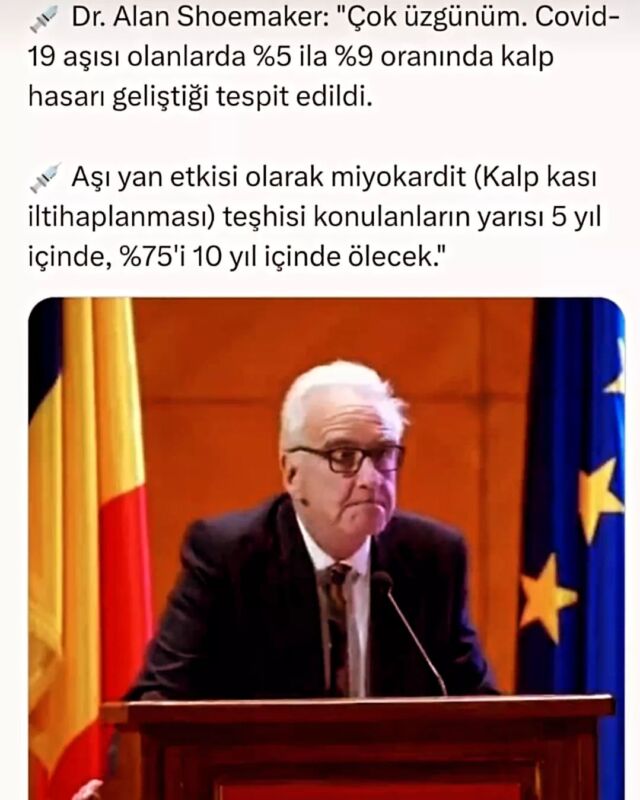 💉 Dr. Alan Shoemaker: "Çok üzgünüm. Covid-
19 aşısı olanlarda %5 ila %9 oranında kalp
hasarı geliştiği tespit edildi.
💉 Aşı yan etkisi olarak miyokardit (Kalp kası
iltihaplanması) teşhisi konulanların yarısı 5 yıl
içinde, %75'i 10 yıl içinde ölecek."